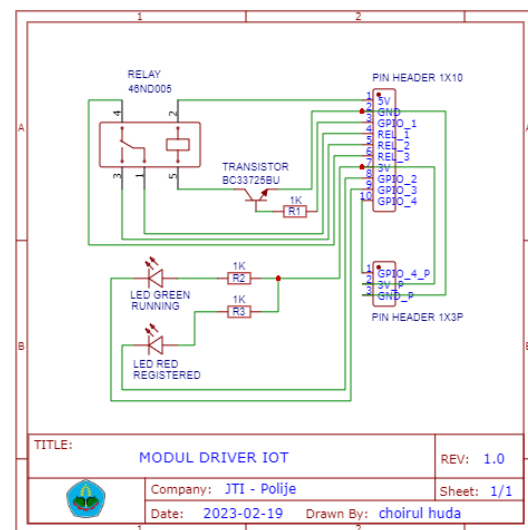 1
2
A
B
RELAY
46ND005
4
2
3
1
5
TRANSISTOR
BC33725BU
1K
R1
PIN HEADER 1X10
1 5V
2 GND
3 GPIO_1
4 REL_1
5 REL_2
6 REL_3
7 3V
8 GPIO_2
9 GPIO_3
10 GPIO_4
1 GPIO_4_P
2 3V_P
3 GND_P
PIN HEADER 1X3P
1K
R2
LED GREEN
RUNNING
1K
R3
LED RED
REGISTERED
A
B
TITLE:
MODUL DRIVER IOT
REV: 1.0
Company: JTI - Polije
Sheet: 1/1
Date: 2023-02-19 Drawn By: choirul huda
1
2